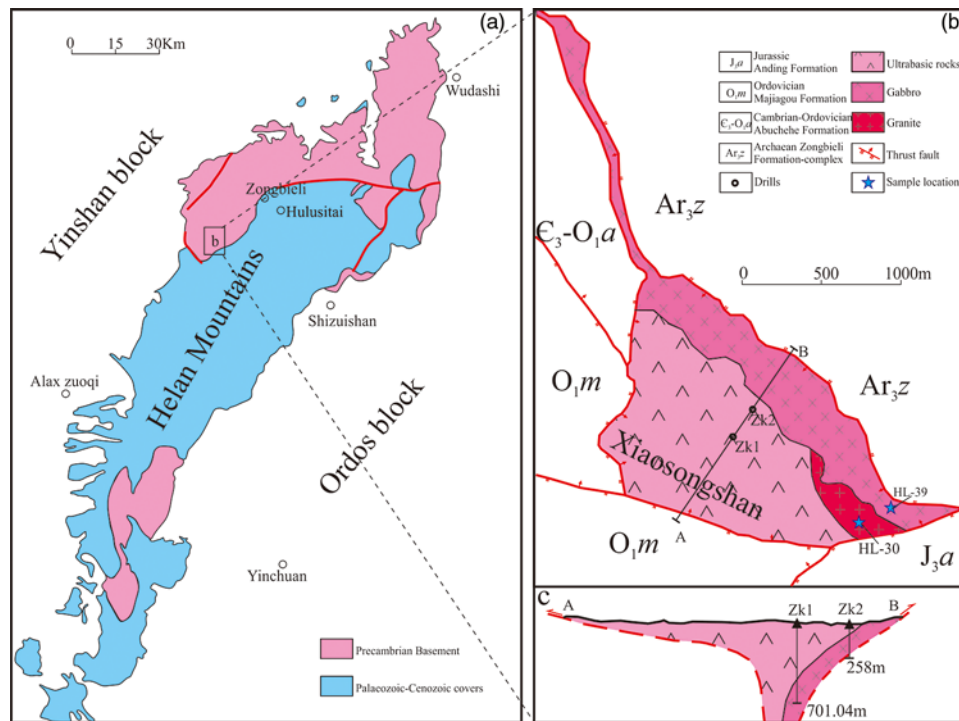 (a)
0 15 30Km
Wudashi
Yinshan block
Zongbieli
Hulusitai
b
Helan Mountains
Shizuishan
Alax zuoqi
Ordos block
Yinchuan
Precambrian Basement
Palaeozoic-Cenozoic covers
(b)
J₃a Jurassic
Anding Formation
O₁m Ordovician
Majiagou Formation
Є₃-O₁a Cambrian-Ordovician
Abuchehe Formation
Ar₃z Archaean Zongbieli
Formation-complex
Drills
Ultrabasic rocks
Gabbro
Granite
Thrust fault
Sample location
Ar₃z
Є₃-O₁a
0 500 1000m
B
O₁m
Ar₃z
Zk2
Zk1
Xiaosongshan
HL-39
A
HL-30
O₁m
J₃a
c
A Zk1 Zk2 B
258m
701.04m